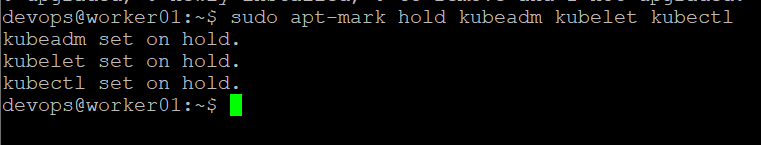 devops@worker01:~$ sudo apt-mark hold kubeadm kubelet kubectl
kubeadm set on hold.
kubelet set on hold.
kubectl set on hold.
devops@worker01:~$